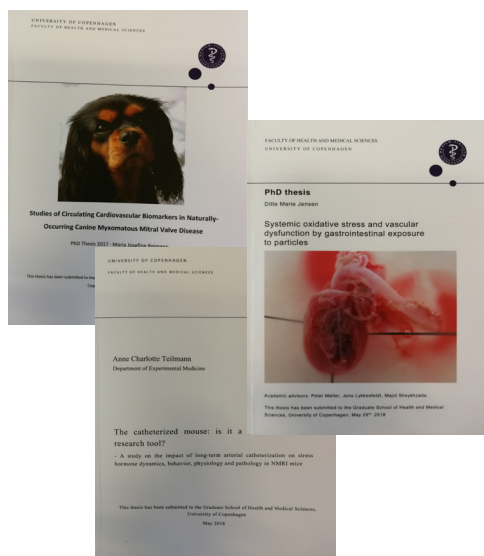 UNIVERSITY OF COPENHAGEN
FACULTY OF HEALTH AND MEDICAL SCIENCES
Studies of Circulating Cardiovascular Biomarkers in Naturally-
Occurring Canine Myxomatous Mitral Valve Disease
PhD Thesis 2017 - Maria Josefine Reimann
This thesis has been submitted to the
FACULTY OF HEALTH AND MEDICAL SCIENCES
UNIVERSITY OF COPENHAGEN
PhD thesis
Ditte Marie Jensen
Systemic oxidative stress and vascular
dysfunction by gastrointestinal exposure
to particles
Academic advisors: Peter Møller, Jens Lykkesfeldt, Majid Sheykhzade
This thesis has been submitted to the Graduate School of Health and Medical
Sciences, University of Copenhagen, May 29th 2018
UNIVERSITY OF COPENHAGEN
FACULTY OF HEALTH AND MEDICAL SCIENCES
Anne Charlotte Teilmann
Department of Experimental Medicine
The catheterized mouse: is it a
research tool?
- A study on the impact of long-term arterial catheterization on stress
hormone dynamics, behavior, physiology and pathology in NMRI mice
This thesis has been submitted to the Graduate School of Health and Medical Sciences,
University of Copenhagen
May 2018